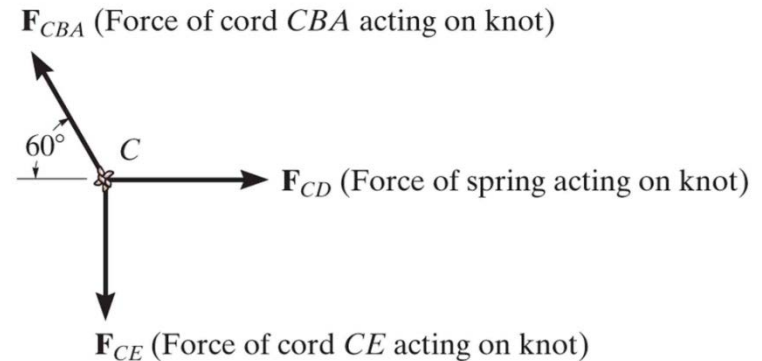 F_CBA (Force of cord CBA acting on knot)
60°
C
F_CD (Force of spring acting on knot)
F_CE (Force of cord CE acting on knot)